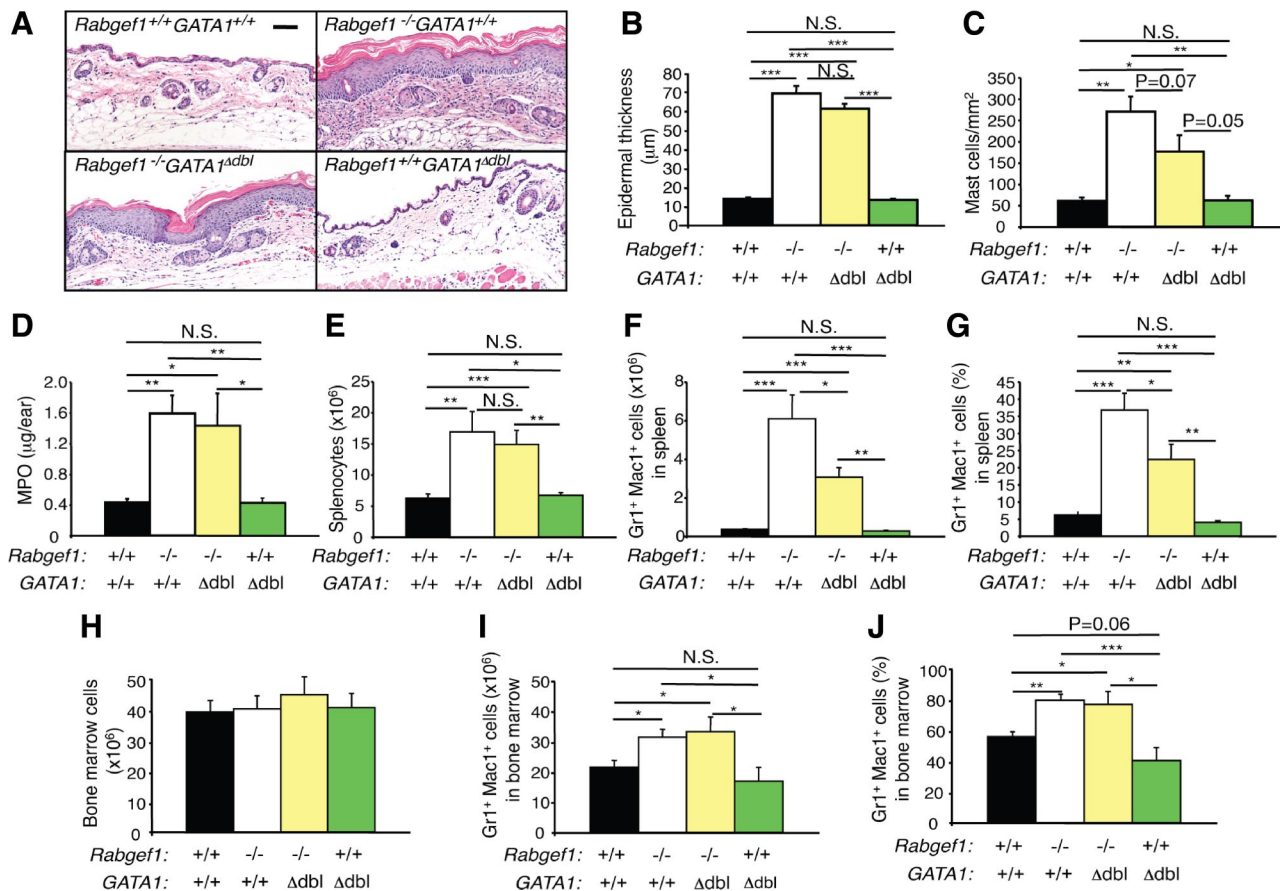 A
Rabgef1+/+GATA1+/+
Rabgef1 -/-GATA1+/+
Rabgef1 -/-GATA1Δdbl
Rabgef1+/+GATA1Δdbl
B
N.S.
***
***
*** N.S.
***
Epidermal thickness
(μm)
80
70
60
50
40
30
20
10
0
Rabgef1: +/+ -/- -/- +/+
GATA1: +/+ +/+ Δdbl Δdbl
C
N.S.
**
*
** P=0.07
P=0.05
Mast cells/mm2
350
300
250
200
150
100
50
0
+/+ -/- -/- +/+
+/+ +/+ Δdbl Δdbl
D
N.S.
**
*
** *
MPO (μg/ear)
2.0
1.6
1.2
0.8
0.4
0
Rabgef1: +/+ -/- -/- +/+
GATA1: +/+ +/+ Δdbl Δdbl
E
N.S.
*
***
** N.S.
**
Splenocytes (x10⁶)
25
20
15
10
5
0
Rabgef1: +/+ -/- -/- +/+
GATA1: +/+ +/+ Δdbl Δdbl
F
N.S.
***
***
*** *
**
Gr1+ Mac1+ cells (x10⁶)
in spleen
8
6
4
2
0
Rabgef1: +/+ -/- -/- +/+
GATA1: +/+ +/+ Δdbl Δdbl
G
N.S.
***
**
*** *
**
Gr1+ Mac1+ cells (%)
in spleen
45
40
35
30
25
20
15
10
5
0
+/+ -/- -/- +/+
+/+ +/+ Δdbl Δdbl
H
Bone marrow cells
(x10⁶)
50
40
30
20
10
0
Rabgef1: +/+ -/- -/- +/+
GATA1: +/+ +/+ Δdbl Δdbl
I
N.S.
*
*
* *
Gr1+ Mac1+ cells (x10⁶)
in bone marrow
50
40
30
20
10
0
Rabgef1: +/+ -/- -/- +/+
GATA1: +/+ +/+ Δdbl Δdbl
J
P=0.06
***
*
** *
Gr1+ Mac1+ cells (%)
in bone marrow
100
80
60
40
20
0
Rabgef1: +/+ -/- -/- +/+
GATA1: +/+ +/+ Δdbl Δdbl